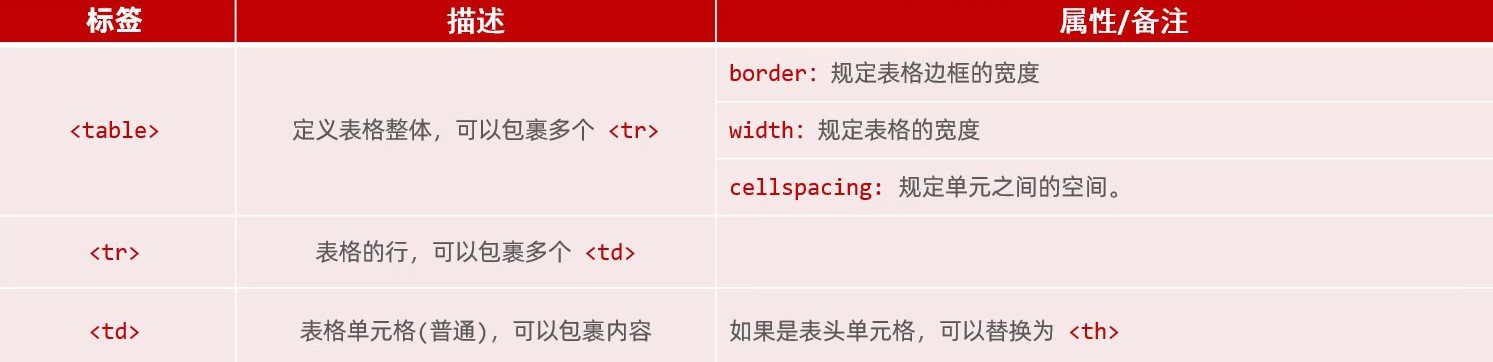 标签 描述 属性/备注
border: 规定表格边框的宽度
<table> 定义表格整体，可以包裹多个 <tr> width: 规定表格的宽度
cellspacing: 规定单元之间的空间。
<tr> 表格的行，可以包裹多个 <td>
<td> 表格单元格(普通)，可以包裹内容 如果是表头单元格，可以替换为 <th>